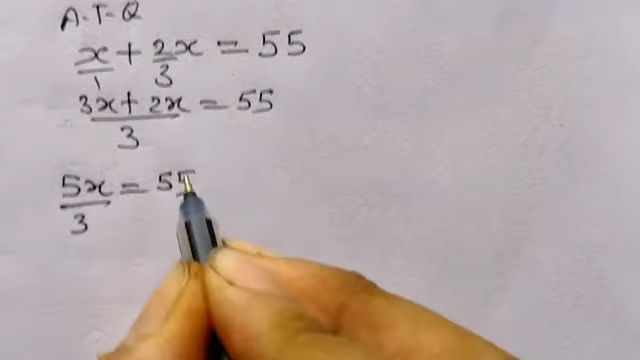 A-T-Q
x/1 + 2x/3 = 55
3x + 2x/3 = 55
5x/3 = 55